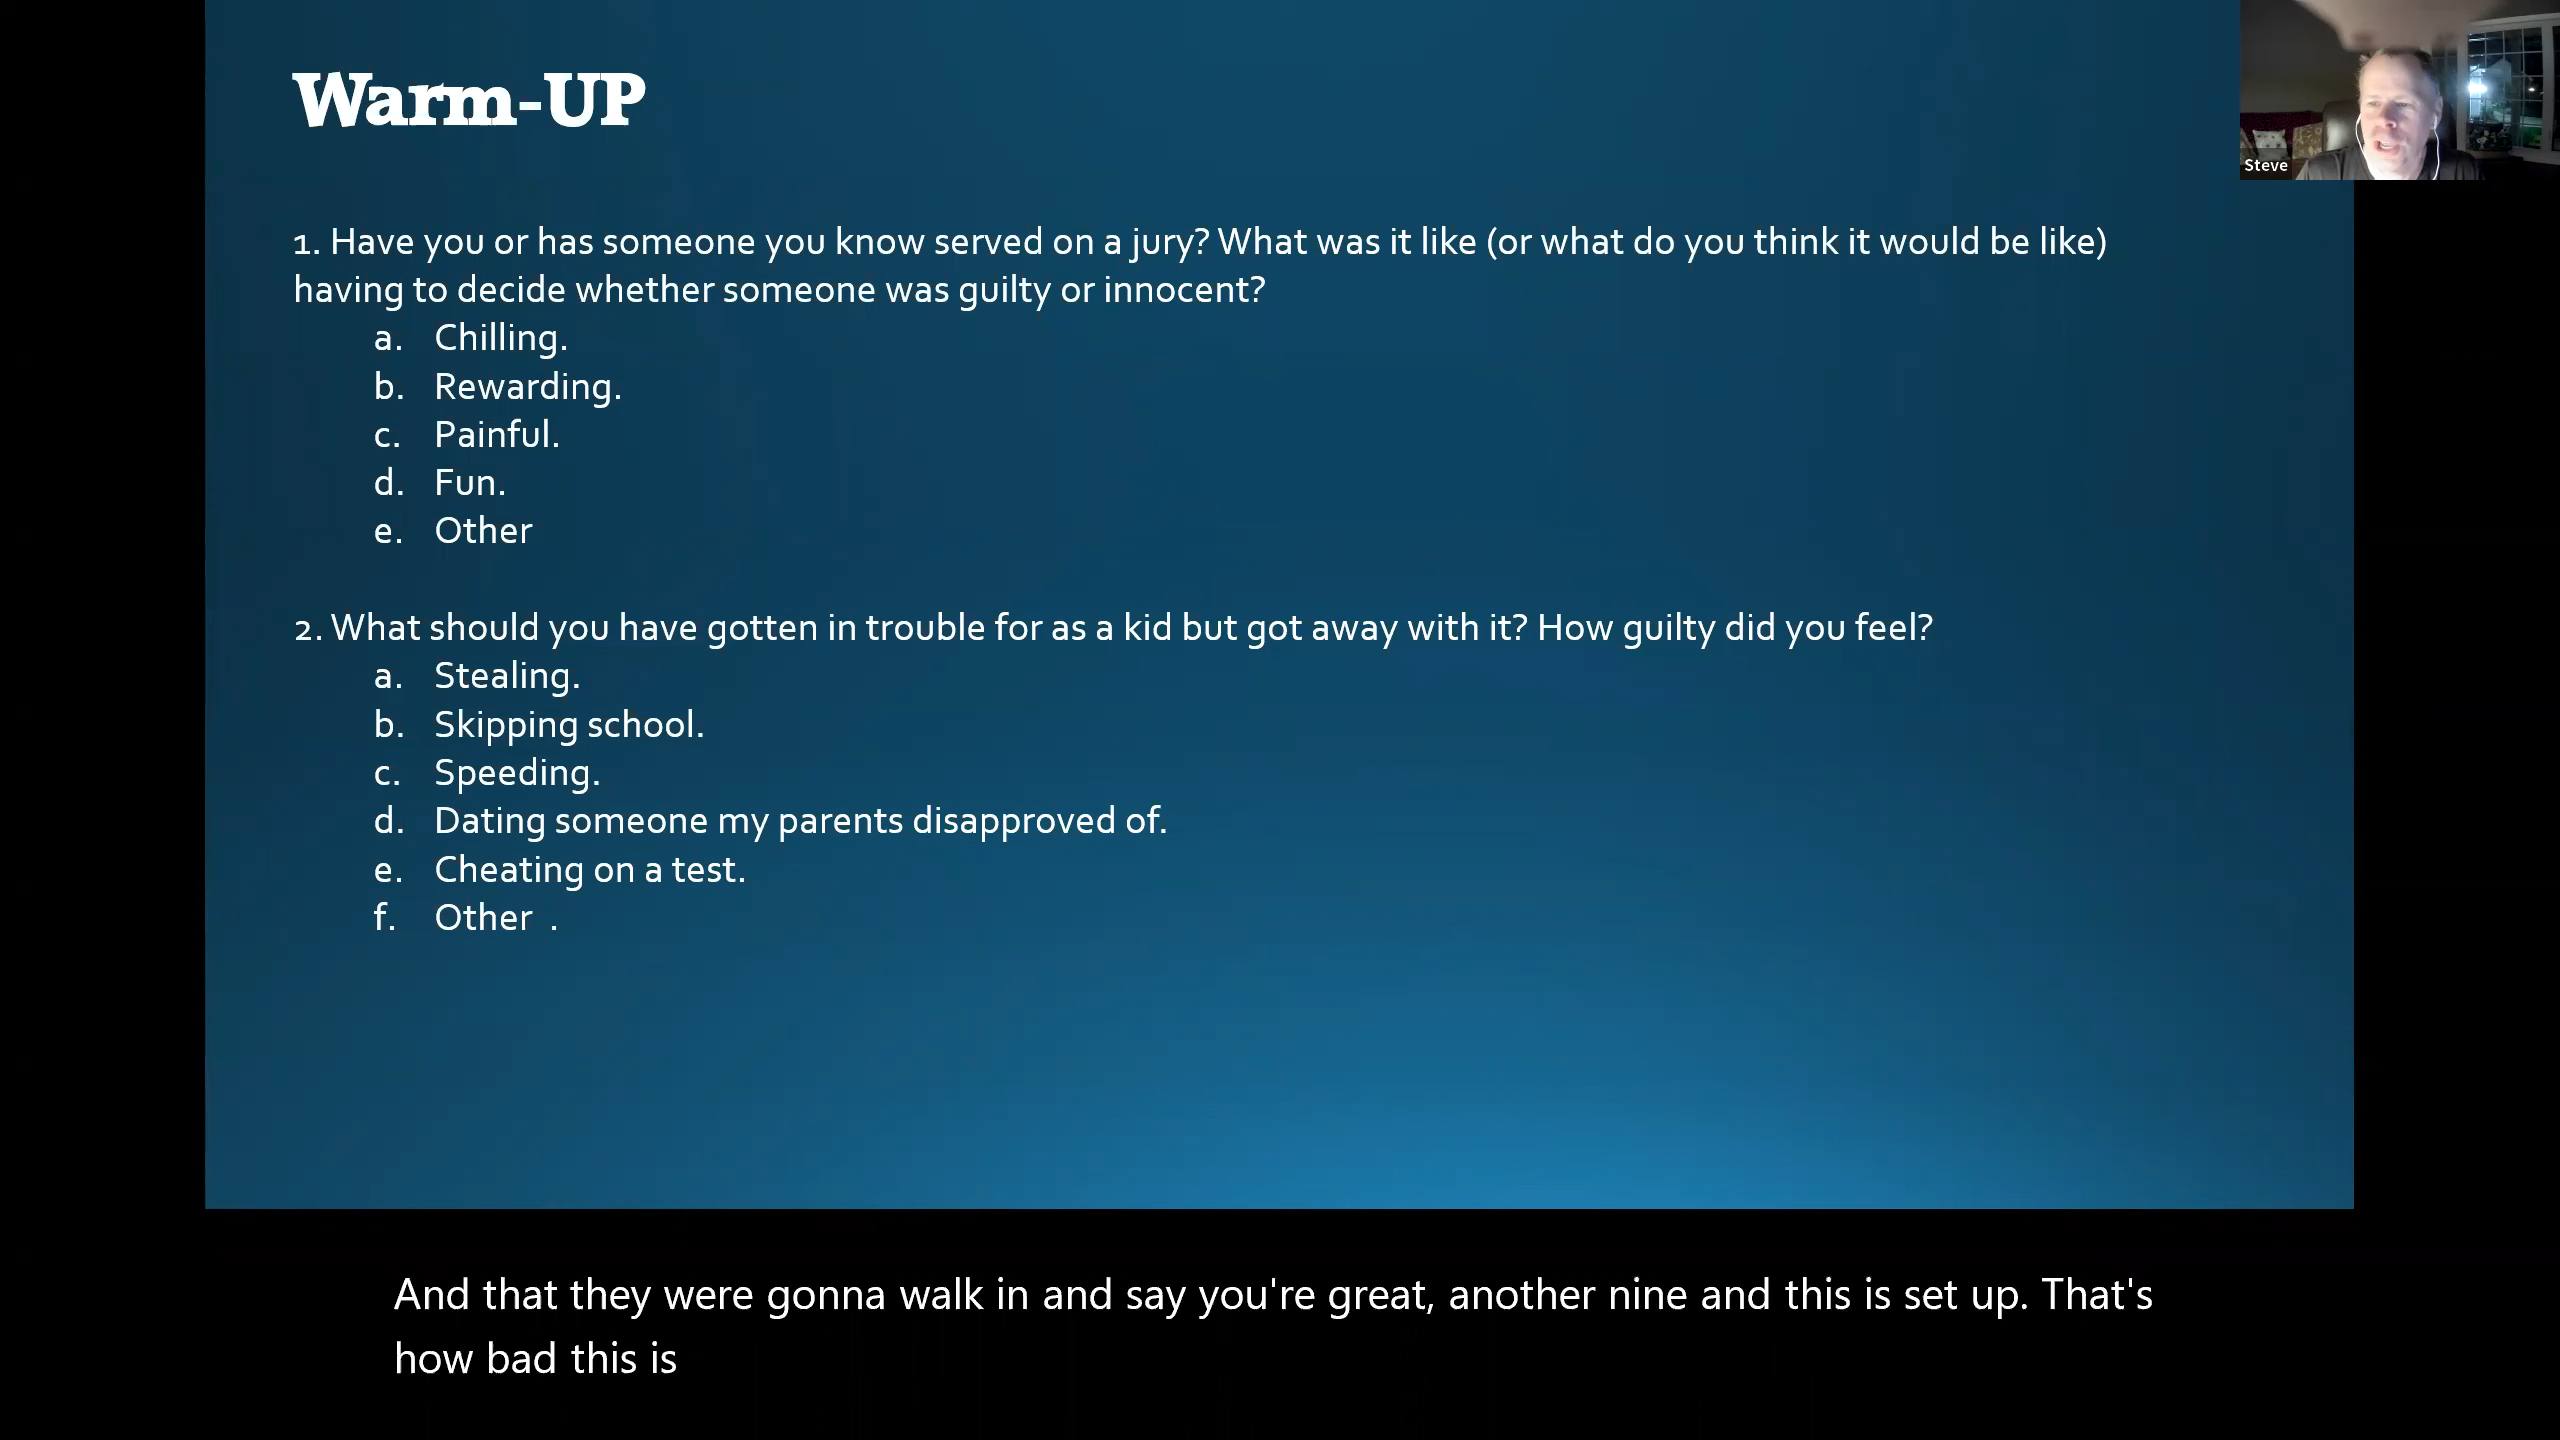 Warm-UP
Steve
1. Have you or has someone you know served on a jury? What was it like (or what do you think it would be like)
having to decide whether someone was guilty or innocent?
a. Chilling.
b. Rewarding.
c. Painful.
d. Fun.
e. Other
2. What should you have gotten in trouble for as a kid but got away with it? How guilty did you feel?
a. Stealing.
b. Skipping school.
c. Speeding.
d. Dating someone my parents disapproved of.
e. Cheating on a test.
f. Other .
And that they were gonna walk in and say you're great, another nine and this is set up. That's
how bad this is